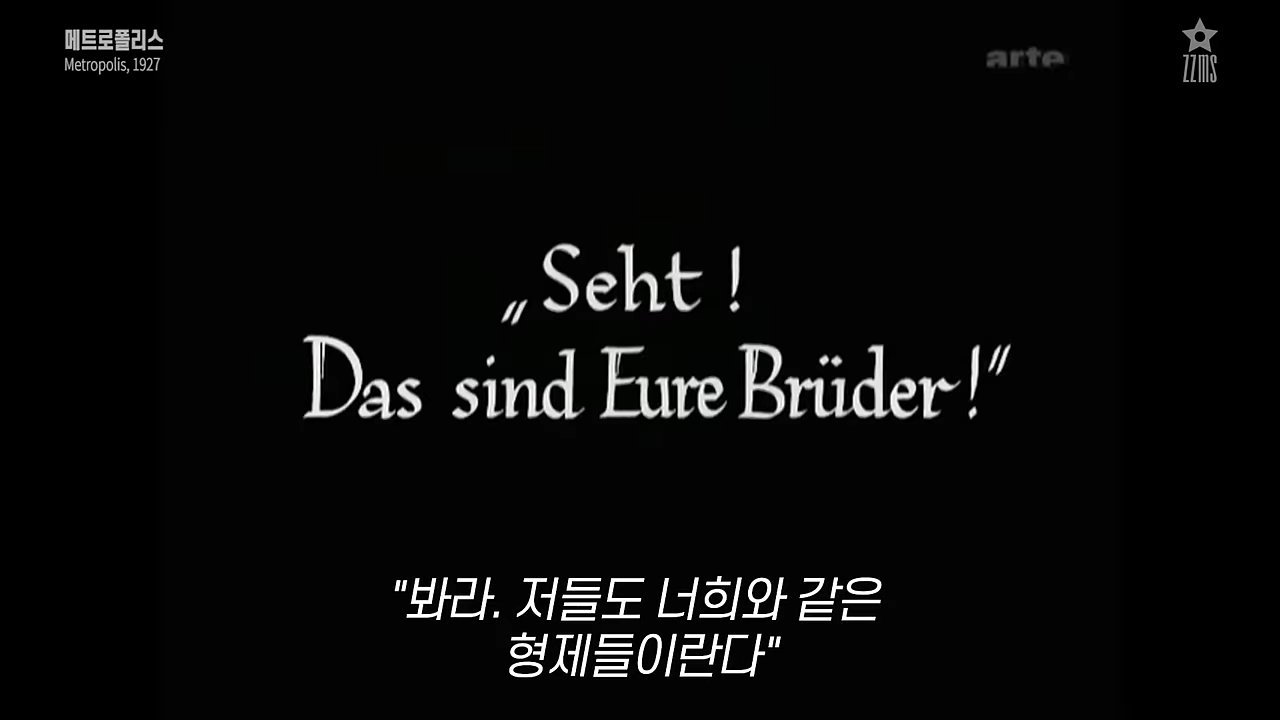 메트로폴리스
Metropolis, 1927
arte
ZZMS
„Seht !
Das sind Eure Brüder!”
"봐라. 저들도 너희와 같은
형제들이란다"